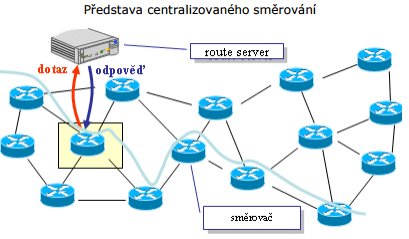 Představa centralizovaného směrování
route server
dotaz
odpověď
směrovač